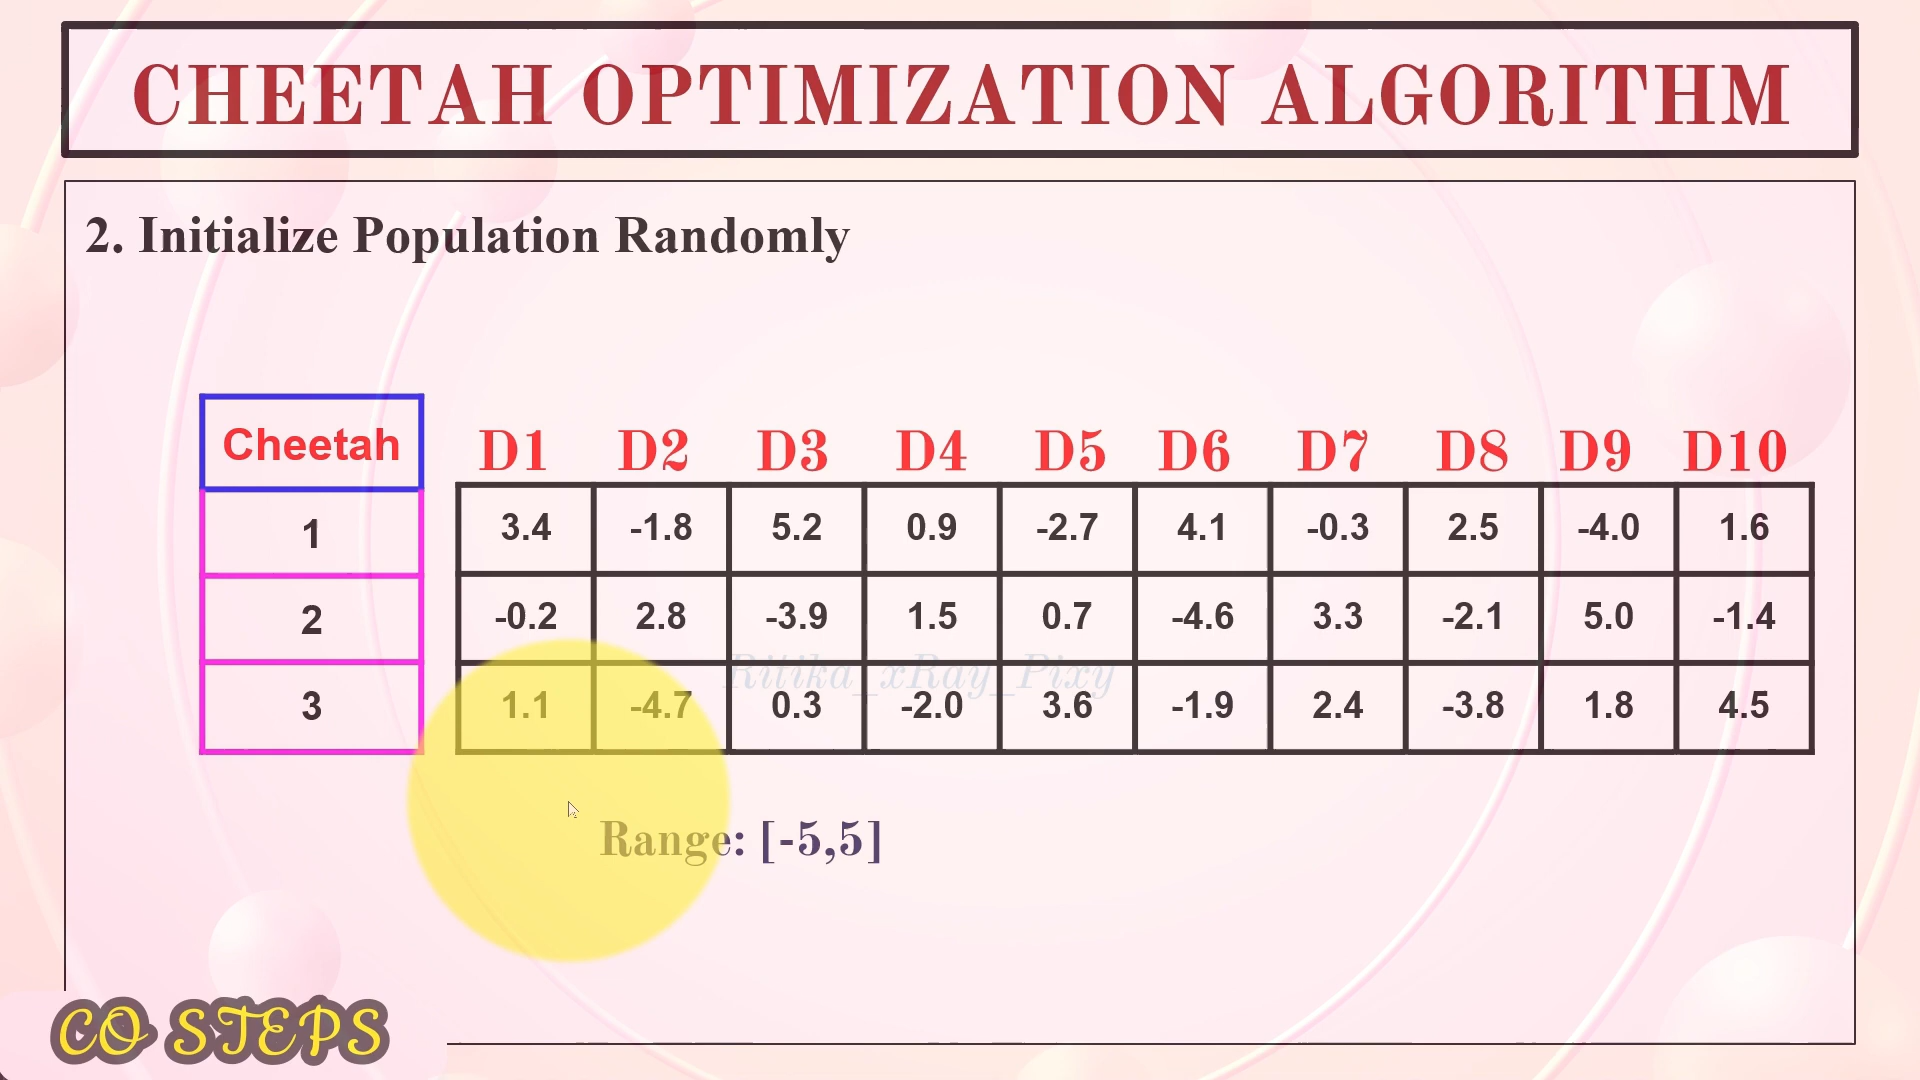 CHEETAH OPTIMIZATION ALGORITHM
2. Initialize Population Randomly
Cheetah D1 D2 D3 D4 D5 D6 D7 D8 D9 D10
1 3.4 -1.8 5.2 0.9 -2.7 4.1 -0.3 2.5 -4.0 1.6
2 -0.2 2.8 -3.9 1.5 0.7 -4.6 3.3 -2.1 5.0 -1.4
Ritika_xRay_Pixy
3 1.1 -4.7 0.3 -2.0 3.6 -1.9 2.4 -3.8 1.8 4.5
Range: [-5,5]
CO STEPS